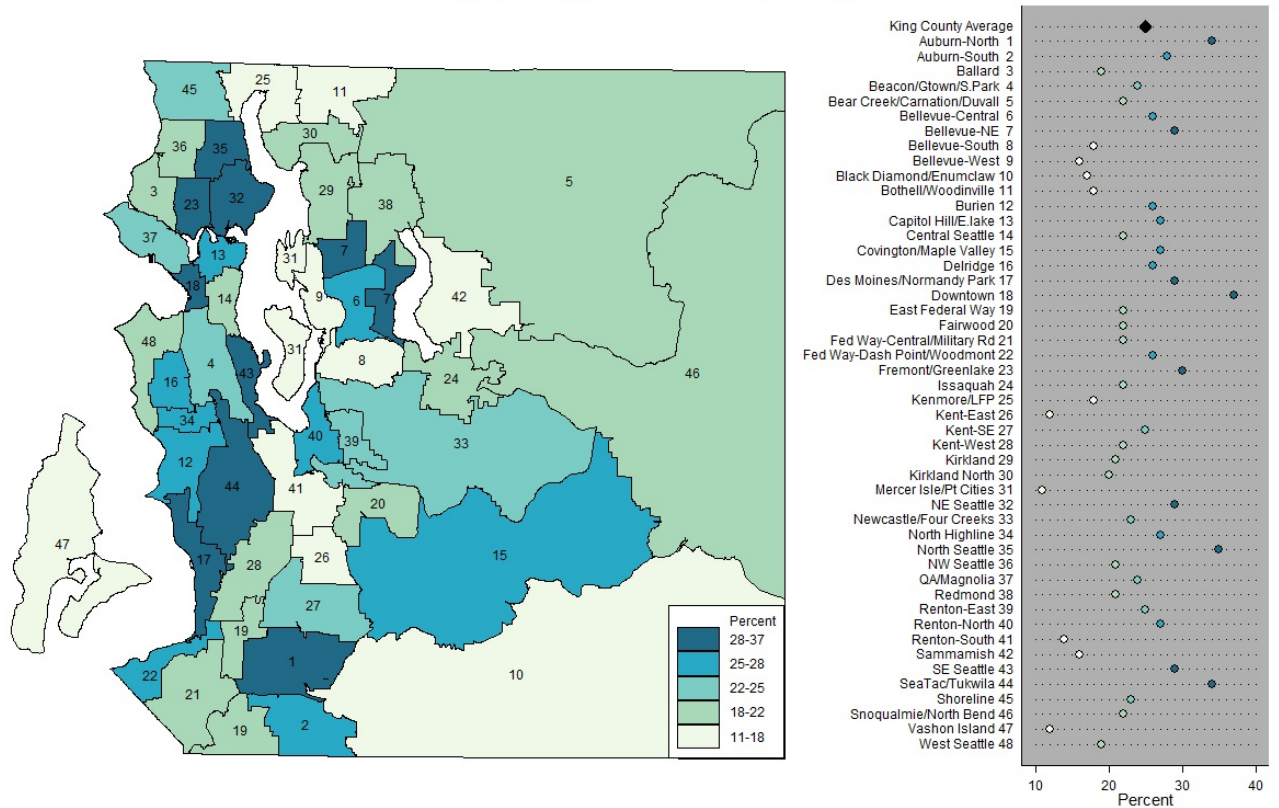 45
25
11
30
36
35
5
3
23
32
29
38
37
13
7
31
18
14
9
6
7
42
48
4
43
31
8
24
46
16
34
40
39
33
12
44
41
20
47
17
28
26
15
27
19
1
10
22
21
19
2
Percent
28-37
25-28
22-25
18-22
11-18
King County Average
Auburn-North 1
Auburn-South 2
Ballard 3
Beacon/Gtown/S.Park 4
Bear Creek/Carnation/Duvall 5
Bellevue-Central 6
Bellevue-NE 7
Bellevue-South 8
Bellevue-West 9
Black Diamond/Enumclaw 10
Bothell/Woodinville 11
Burien 12
Capitol Hill/E.lake 13
Central Seattle 14
Covington/Maple Valley 15
Delridge 16
Des Moines/Normandy Park 17
Downtown 18
East Federal Way 19
Fairwood 20
Fed Way-Central/Military Rd 21
Fed Way-Dash Point/Woodmont 22
Fremont/Greenlake 23
Issaquah 24
Kenmore/LFP 25
Kent-East 26
Kent-SE 27
Kent-West 28
Kirkland 29
Kirkland North 30
Mercer Isle/Pt Cities 31
NE Seattle 32
Newcastle/Four Creeks 33
North Highline 34
North Seattle 35
NW Seattle 36
QA/Magnolia 37
Redmond 38
Renton-East 39
Renton-North 40
Renton-South 41
Sammamish 42
SE Seattle 43
SeaTac/Tukwila 44
Shoreline 45
Snoqualmie/North Bend 46
Vashon Island 47
West Seattle 48
10 20 30 40
Percent